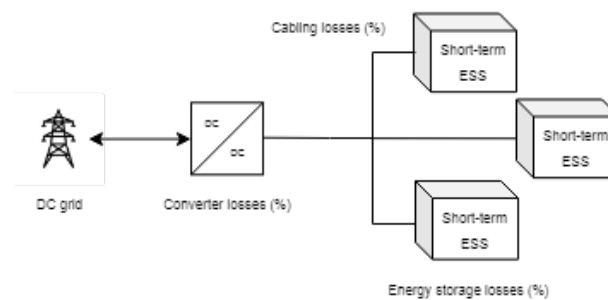 Cabling losses (%)
Short-term
ESS
DC
DC
Short-term
ESS
DC grid
Converter losses (%)
Short-term
ESS
Energy storage losses (%)